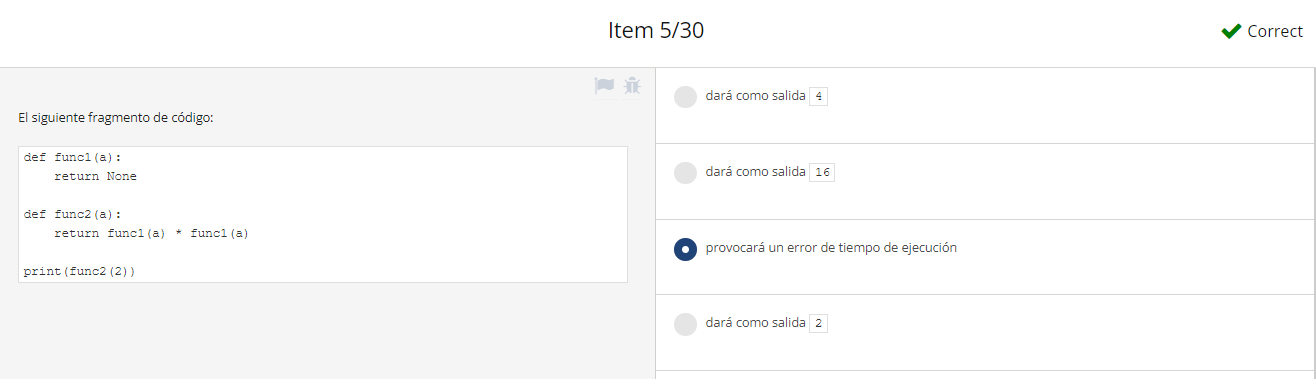 Item 5/30
Correct
El siguiente fragmento de código:
def func1(a):
    return None
def func2(a):
    return func1(a) * func1(a)
print(func2(2))
dará como salida 4
dará como salida 16
provocará un error de tiempo de ejecución
dará como salida 2